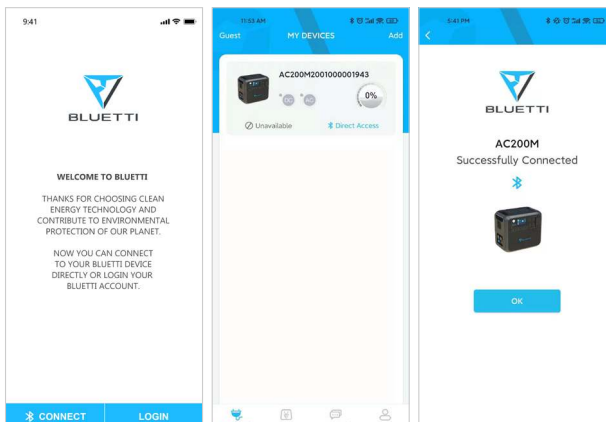 9:41
BLUETTI
WELCOME TO BLUETTI
THANKS FOR CHOOSING CLEAN
ENERGY TECHNOLOGY AND
CONTRIBUTE TO ENVIRONMENTAL
PROTECTION OF OUR PLANET.
NOW YOU CAN CONNECT
TO YOUR BLUETTI DEVICE
DIRECTLY OR LOGIN YOUR
BLUETTI ACCOUNT.
CONNECT LOGIN
11:53 AM
Guest MY DEVICES Add
AC200M2001000001943
DC AC 0%
Unavailable Direct Access
5:41 PM
BLUETTI
AC200M
Successfully Connected
OK